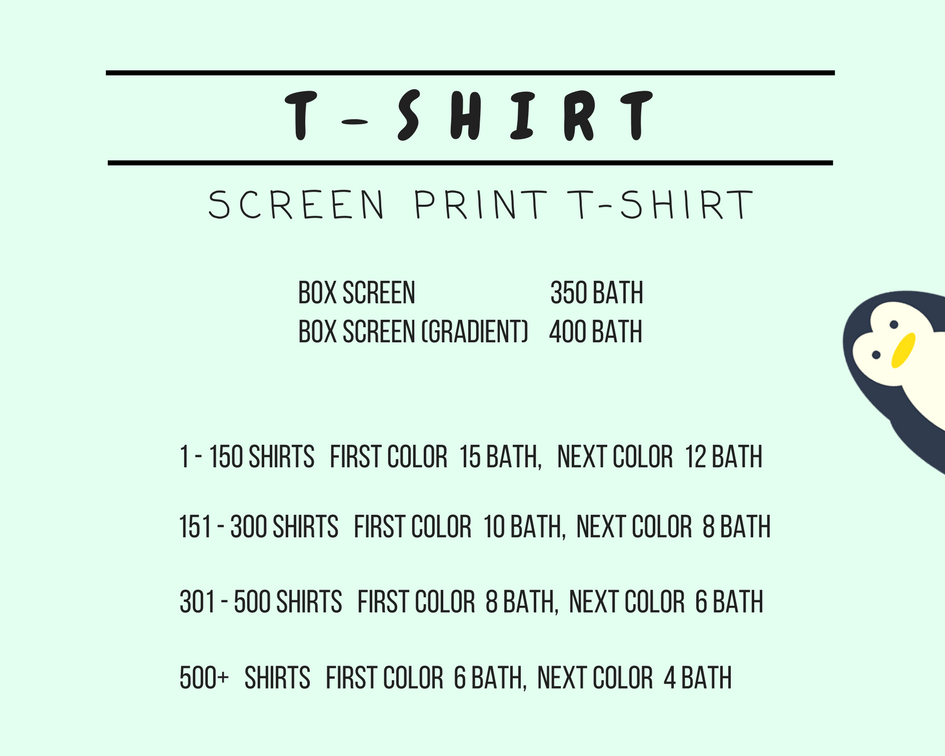 T-SHIRT
SCREEN PRINT T-SHIRT
BOX SCREEN 350 BATH
BOX SCREEN (GRADIENT) 400 BATH
1 - 150 SHIRTS FIRST COLOR 15 BATH, NEXT COLOR 12 BATH
151 - 300 SHIRTS FIRST COLOR 10 BATH, NEXT COLOR 8 BATH
301 - 500 SHIRTS FIRST COLOR 8 BATH, NEXT COLOR 6 BATH
500+ SHIRTS FIRST COLOR 6 BATH, NEXT COLOR 4 BATH